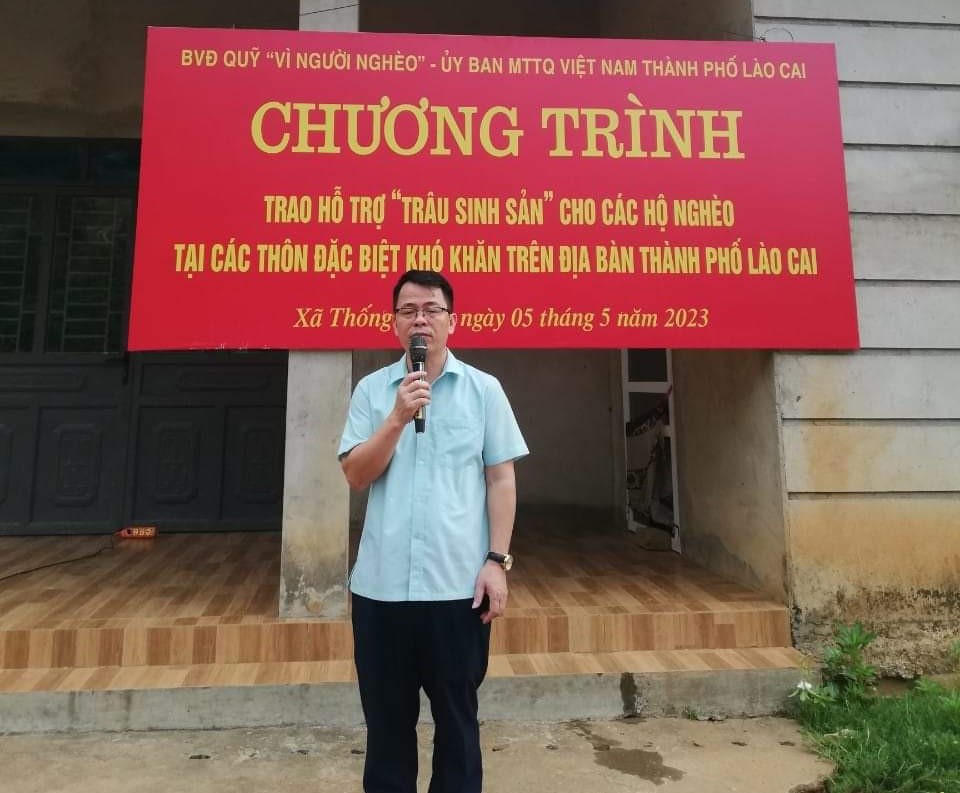 BVĐ QUỸ “VÌ NGƯỜI NGHÈO” - ỦY BAN MTTQ VIỆT NAM THÀNH PHỐ LÀO CAI
CHƯƠNG TRÌNH
TRAO HỖ TRỢ “TRÂU SINH SẢN” CHO CÁC HỘ NGHÈO
TẠI CÁC THÔN ĐẶC BIỆT KHÓ KHĂN TRÊN ĐỊA BÀN THÀNH PHỐ LÀO CAI
Xã Thống ngày 05 tháng 5 năm 2023